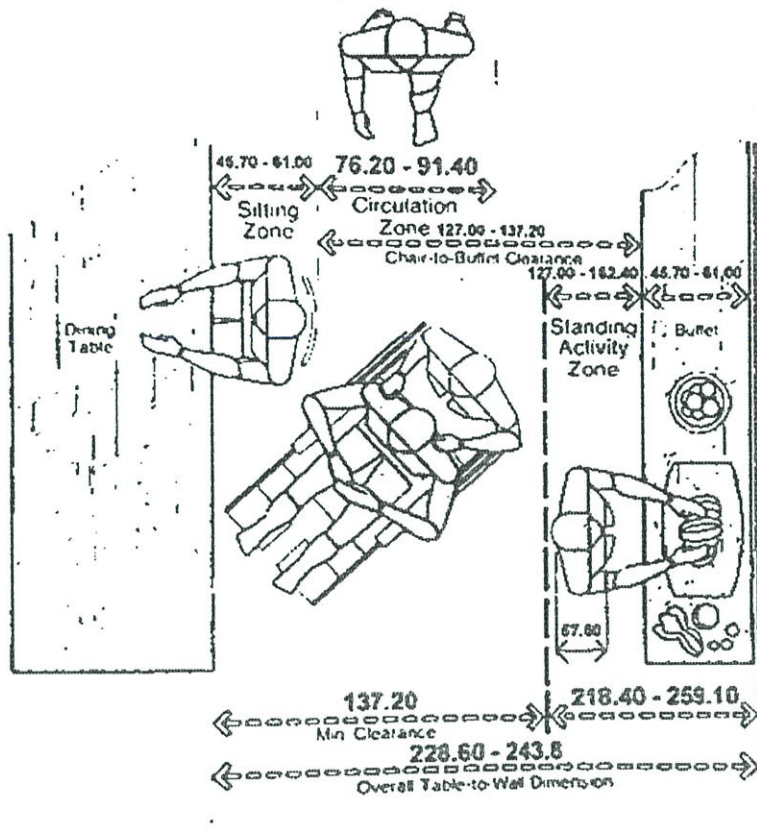 45.70 - 61.00
76.20 - 91.40
Sitting
Zone
Circulation
Zone
127.00 - 137.20
Chair-to-Buffet Clearance
127.00 - 162.40
45.70 - 61.00
Dining
Table
Standing
Activity
Zone
Buffet
57.60
137.20
Min Clearance
218.40 - 259.10
228.60 - 243.8
Overall Table-to-Wall Dimension